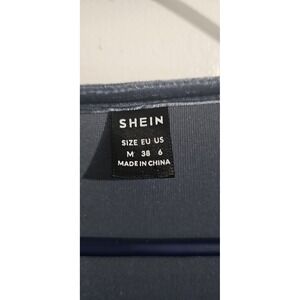 SHEIN
SIZE EU US
M 38 6
MADE IN CHINA